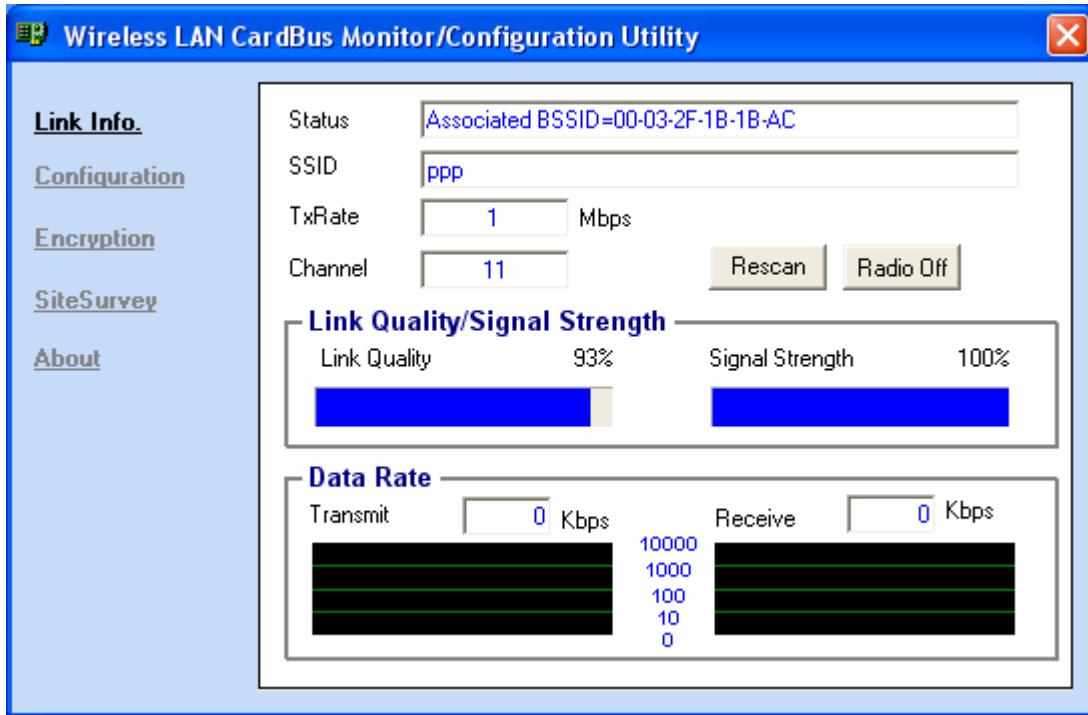 Wireless LAN CardBus Monitor/Configuration Utility
Link Info.
Configuration
Encryption
SiteSurvey
About
Status Associated BSSID=00-03-2F-1B-1B-AC
SSID ppp
TxRate 1 Mbps
Channel 11 Rescan Radio Off
Link Quality/Signal Strength
Link Quality 93% Signal Strength 100%
Data Rate
Transmit 0 Kbps Receive 0 Kbps
10000
1000
100
10
0